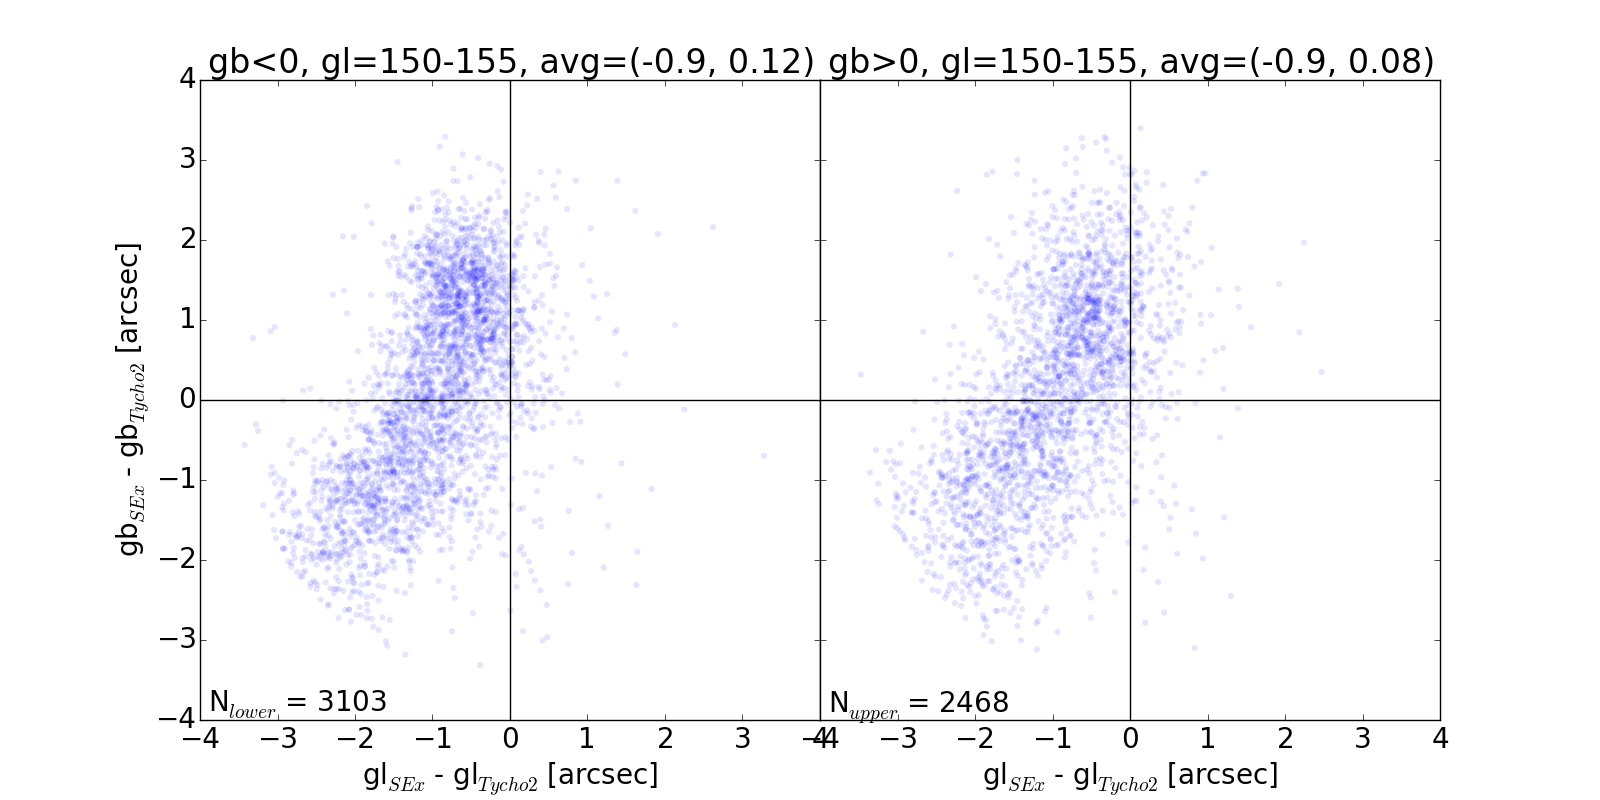 gb<0, gl=150-155, avg=(-0.9, 0.12)
gb>0, gl=150-155, avg=(-0.9, 0.08)
4
3
2
1
0
−1
−2
−3
−4
gb_SEx - gb_Tycho2 [arcsec]
N_lower = 3103
N_upper = 2468
−4 −3 −2 −1 0 1 2 3 4
−4 −3 −2 −1 0 1 2 3 4
gl_SEx - gl_Tycho2 [arcsec]
gl_SEx - gl_Tycho2 [arcsec]